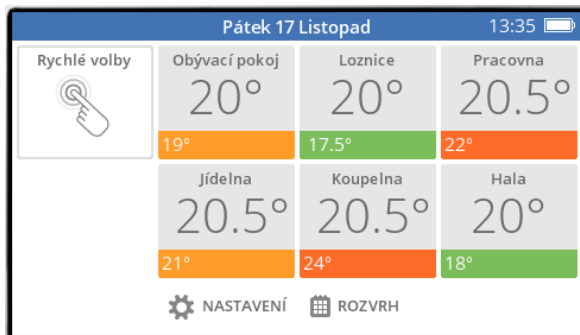 Pátek 17 Listopad 13:35
Rychlé volby
Obývací pokoj
20°
19°
Loznice
20°
17.5°
Pracovna
20.5°
22°
Jídelna
20.5°
21°
Koupelna
20.5°
24°
Hala
20°
18°
NASTAVENÍ ROZVRH